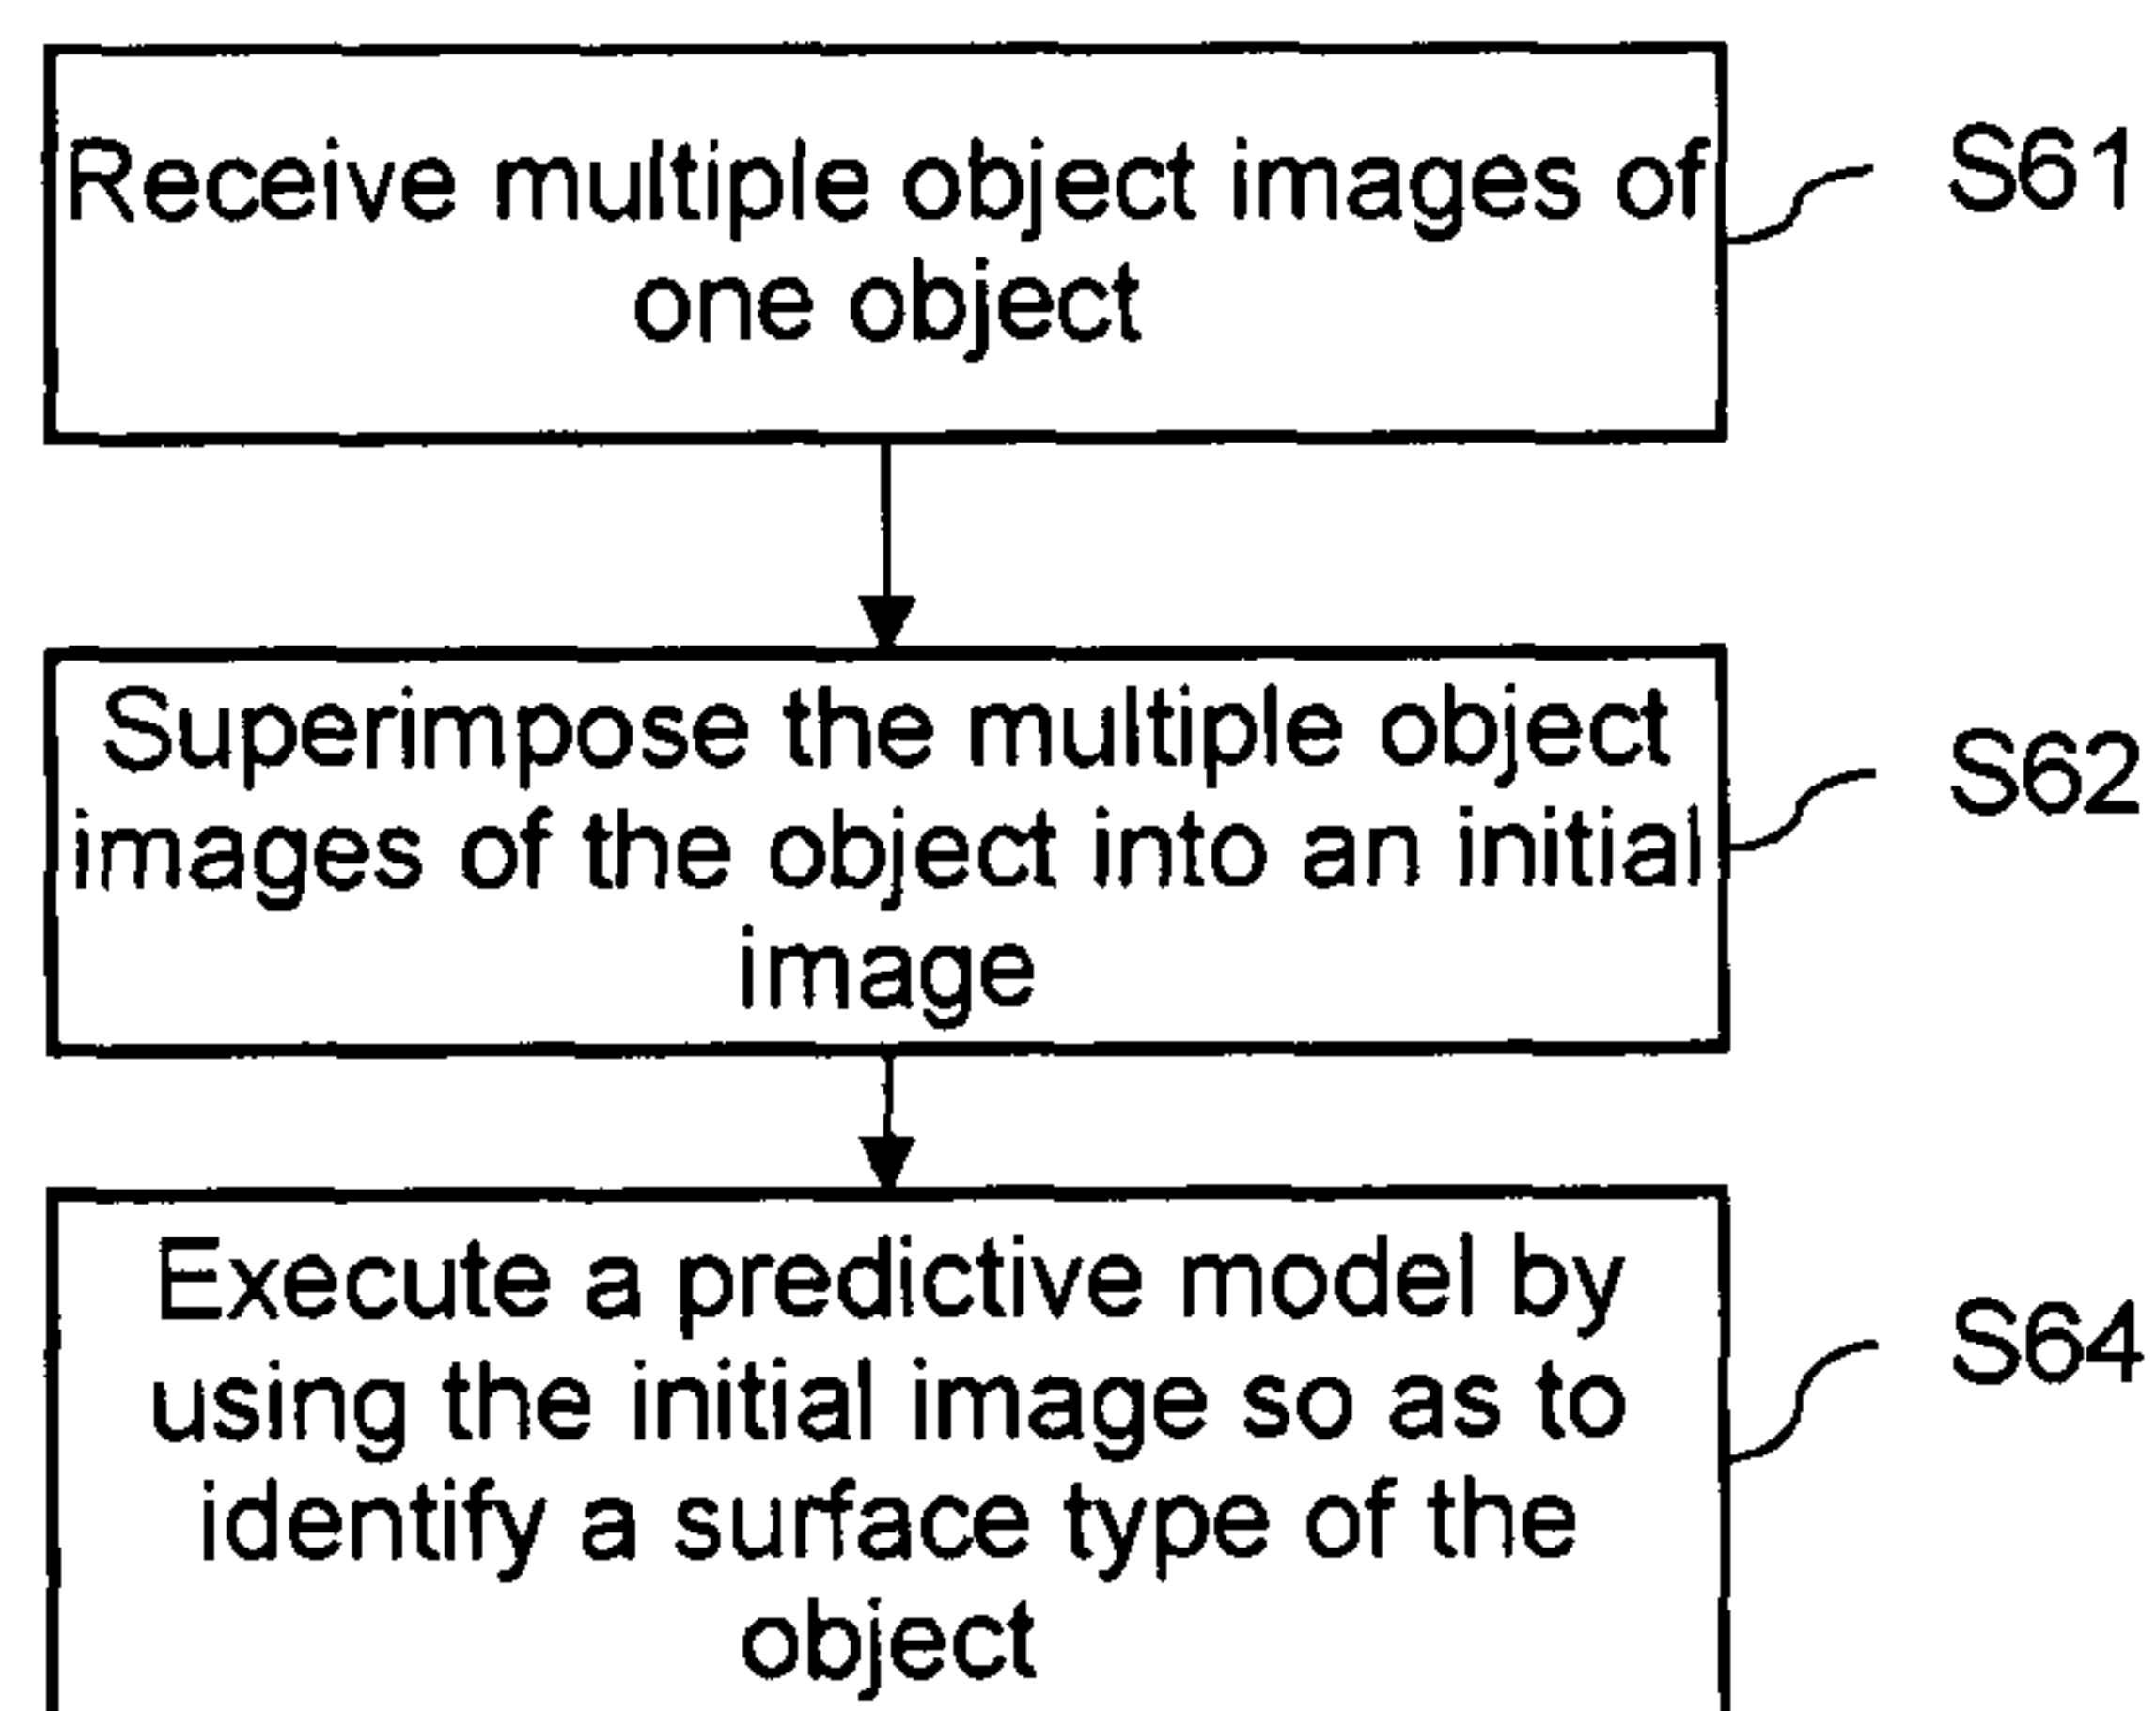 Receive multiple object images of
one object
S61
Superimpose the multiple object
images of the object into an initial
image
S62
Execute a predictive model by
using the initial image so as to
identify a surface type of the
object
S64